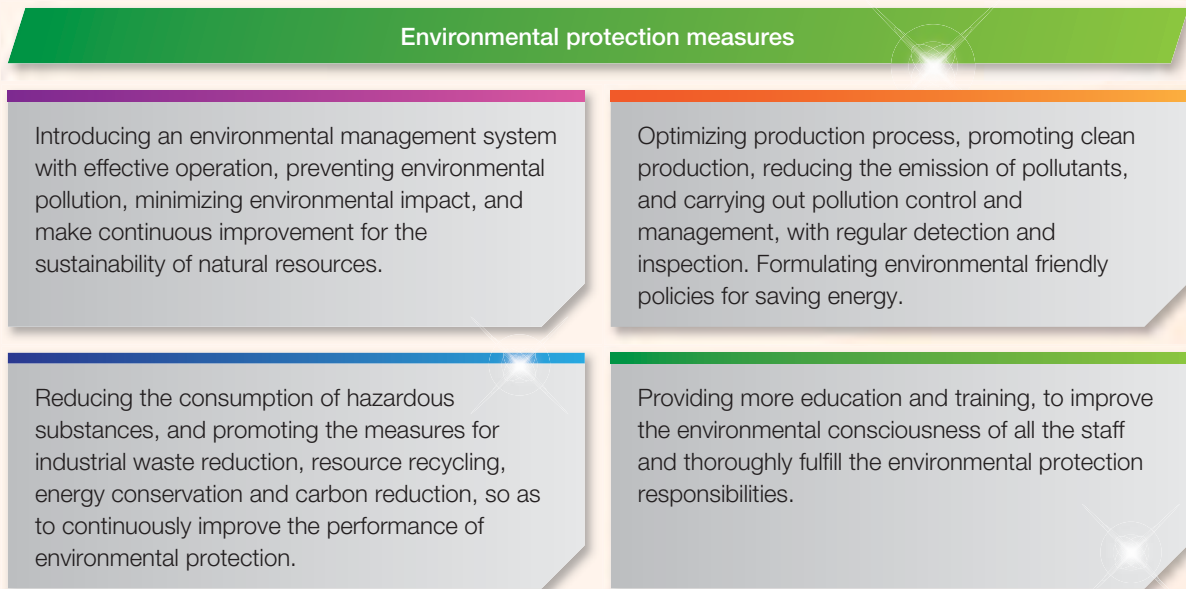 Environmental protection measures
Introducing an environmental management system
with effective operation, preventing environmental
pollution, minimizing environmental impact, and
make continuous improvement for the
sustainability of natural resources.
Optimizing production process, promoting clean
production, reducing the emission of pollutants,
and carrying out pollution control and
management, with regular detection and
inspection. Formulating environmental friendly
policies for saving energy.
Reducing the consumption of hazardous
substances, and promoting the measures for
industrial waste reduction, resource recycling,
energy conservation and carbon reduction, so as
to continuously improve the performance of
environmental protection.
Providing more education and training, to improve
the environmental consciousness of all the staff
and thoroughly fulfill the environmental protection
responsibilities.